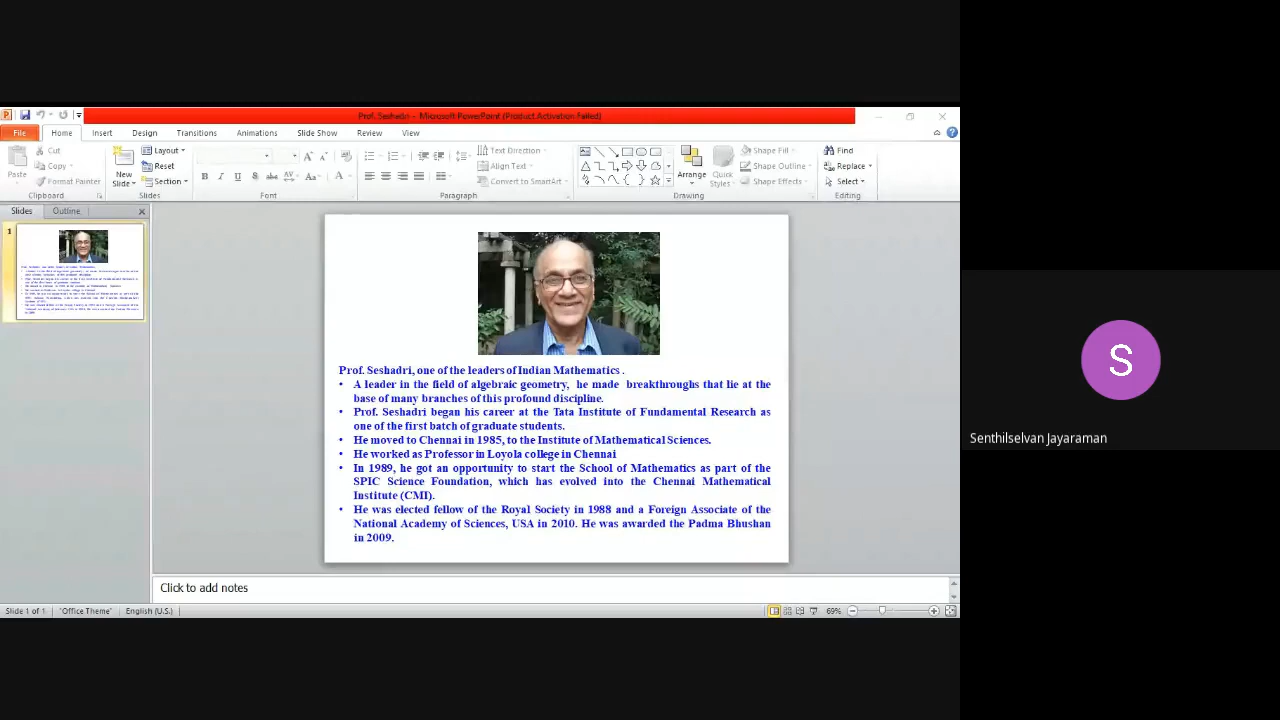 Prof. Seshadri - Microsoft PowerPoint (Product Activation Failed)
File Home Insert Design Transitions Animations Slide Show Review View
Cut
Copy
Format Painter
Paste
Clipboard
New Slide
Layout
Reset
Section
Slides
B I U S abc AV Aa A
Font
Text Direction
Align Text
Convert to SmartArt
Paragraph
Arrange
Quick Styles
Shape Fill
Shape Outline
Shape Effects
Drawing
Find
Replace
Select
Editing
Slides Outline
1
Prof. Seshadri, one of the leaders of Indian Mathematics .
• A leader in the field of algebraic geometry, he made breakthroughs that lie at the
base of many branches of this profound discipline.
• Prof. Seshadri began his career at the Tata Institute of Fundamental Research as
one of the first batch of graduate students.
• He moved to Chennai in 1985, to the Institute of Mathematical Sciences.
• He worked as Professor in Loyola college in Chennai
• In 1989, he got an opportunity to start the School of Mathematics as part of the
SPIC Science Foundation, which has evolved into the Chennai Mathematical
Institute (CMI).
• He was elected fellow of the Royal Society in 1988 and a Foreign Associate of the
National Academy of Sciences, USA in 2010. He was awarded the Padma Bhushan
in 2009.
Click to add notes
Slide 1 of 1 "Office Theme" English (U.S.) 69%
S
Senthilselvan Jayaraman